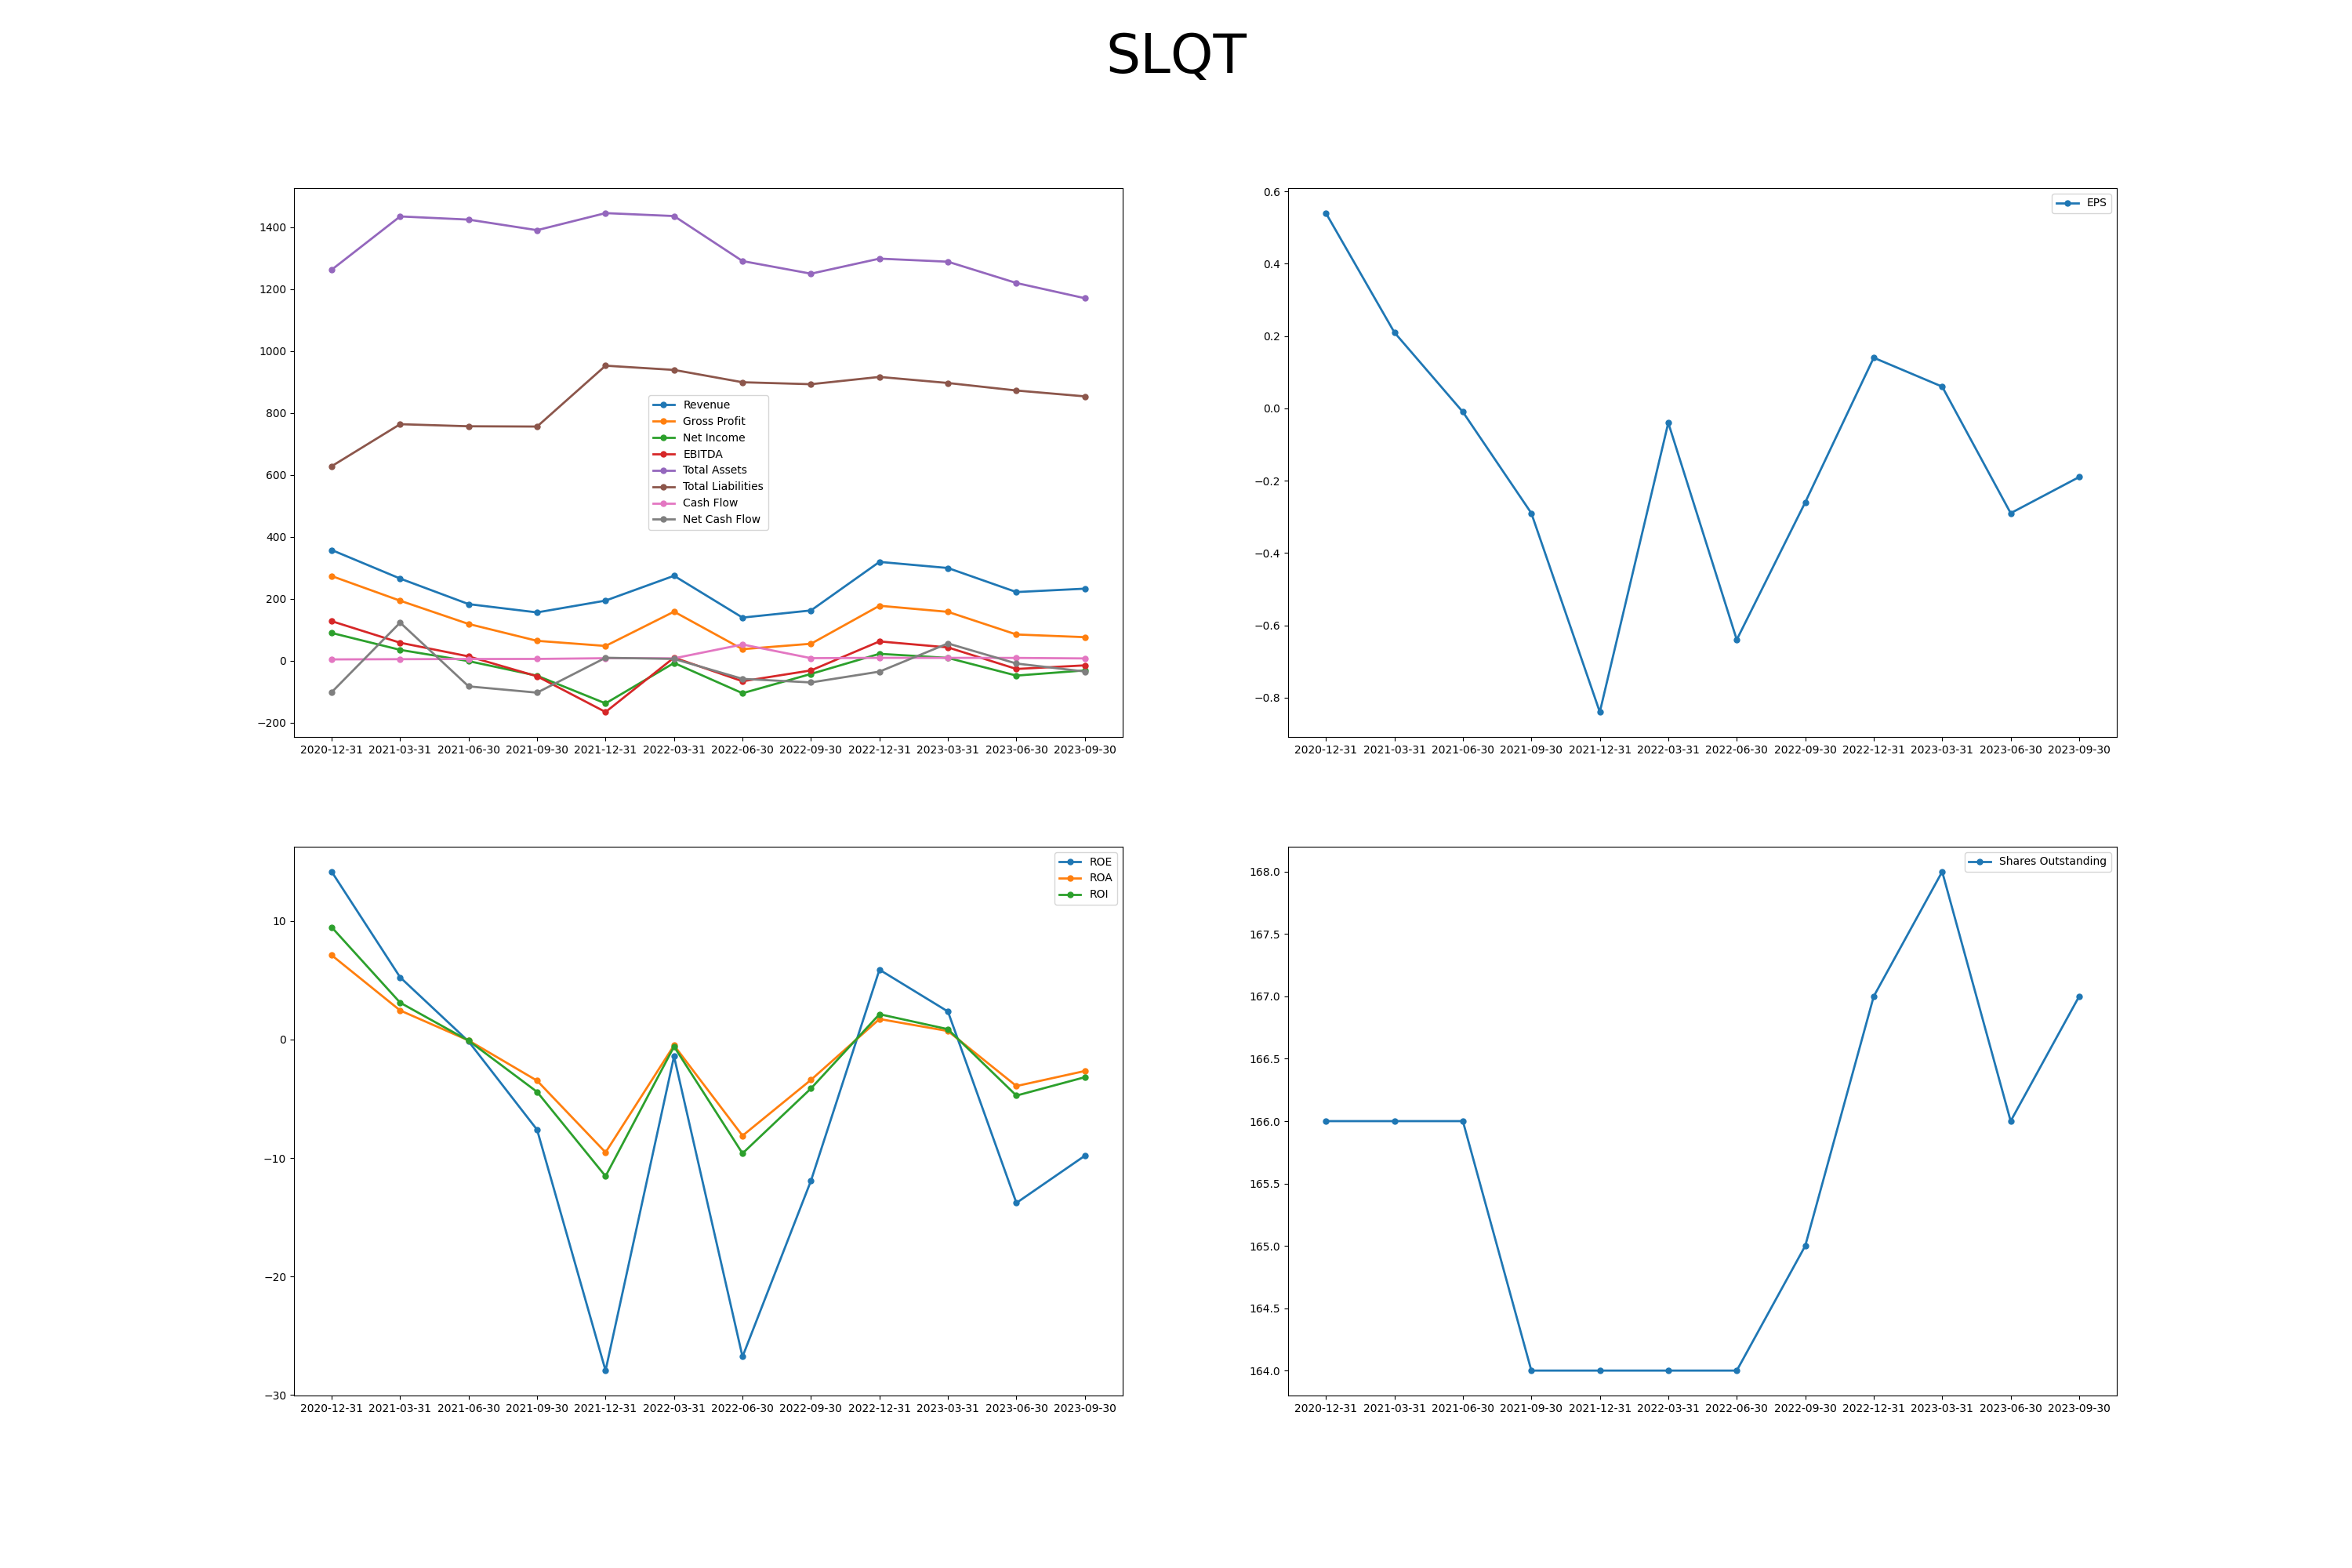 SLQT
1400
1200
1000
800
600
400
200
0
−200
Revenue
Gross Profit
Net Income
EBITDA
Total Assets
Total Liabilities
Cash Flow
Net Cash Flow
2020-12-31 2021-03-31 2021-06-30 2021-09-30 2021-12-31 2022-03-31 2022-06-30 2022-09-30 2022-12-31 2023-03-31 2023-06-30 2023-09-30
0.6
0.4
0.2
0.0
−0.2
−0.4
−0.6
−0.8
EPS
2020-12-31 2021-03-31 2021-06-30 2021-09-30 2021-12-31 2022-03-31 2022-06-30 2022-09-30 2022-12-31 2023-03-31 2023-06-30 2023-09-30
10
0
−10
−20
−30
ROE
ROA
ROI
2020-12-31 2021-03-31 2021-06-30 2021-09-30 2021-12-31 2022-03-31 2022-06-30 2022-09-30 2022-12-31 2023-03-31 2023-06-30 2023-09-30
168.0
167.5
167.0
166.5
166.0
165.5
165.0
164.5
164.0
Shares Outstanding
2020-12-31 2021-03-31 2021-06-30 2021-09-30 2021-12-31 2022-03-31 2022-06-30 2022-09-30 2022-12-31 2023-03-31 2023-06-30 2023-09-30